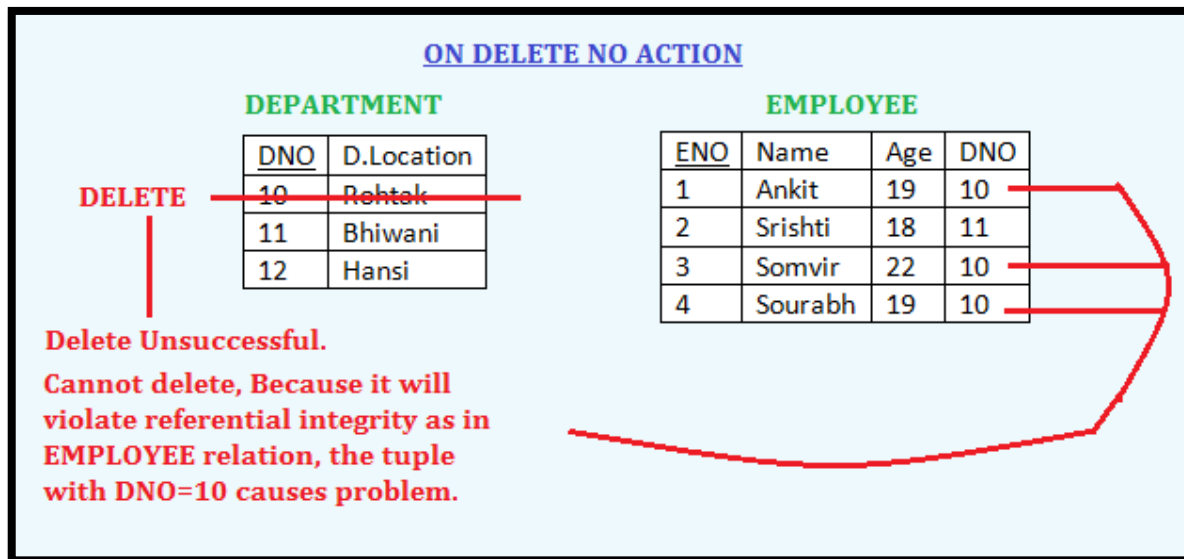 ON DELETE NO ACTION
DEPARTMENT
DNO D.Location
10 Rohtak
11 Bhiwani
12 Hansi
EMPLOYEE
ENO Name Age DNO
1 Ankit 19 10
2 Srishti 18 11
3 Somvir 22 10
4 Sourabh 19 10
DELETE
Delete Unsuccessful.
Cannot delete, Because it will
violate referential integrity as in
EMPLOYEE relation, the tuple
with DNO=10 causes problem.